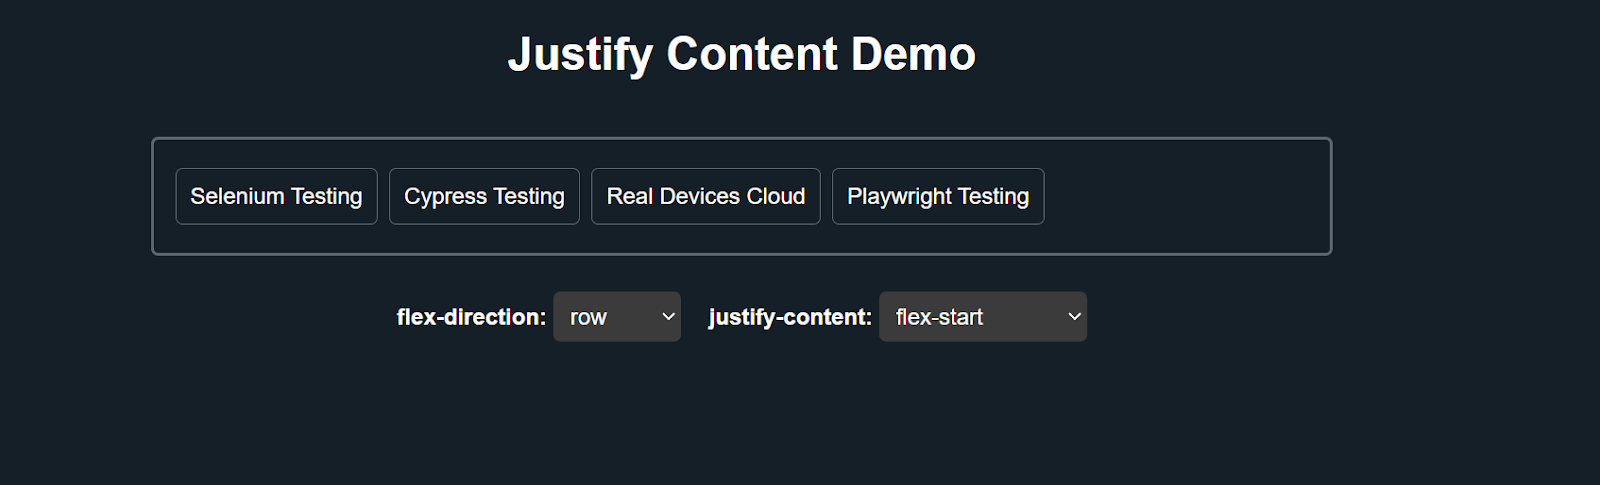 Justify Content Demo
Selenium Testing Cypress Testing Real Devices Cloud Playwright Testing
flex-direction: row justify-content: flex-start